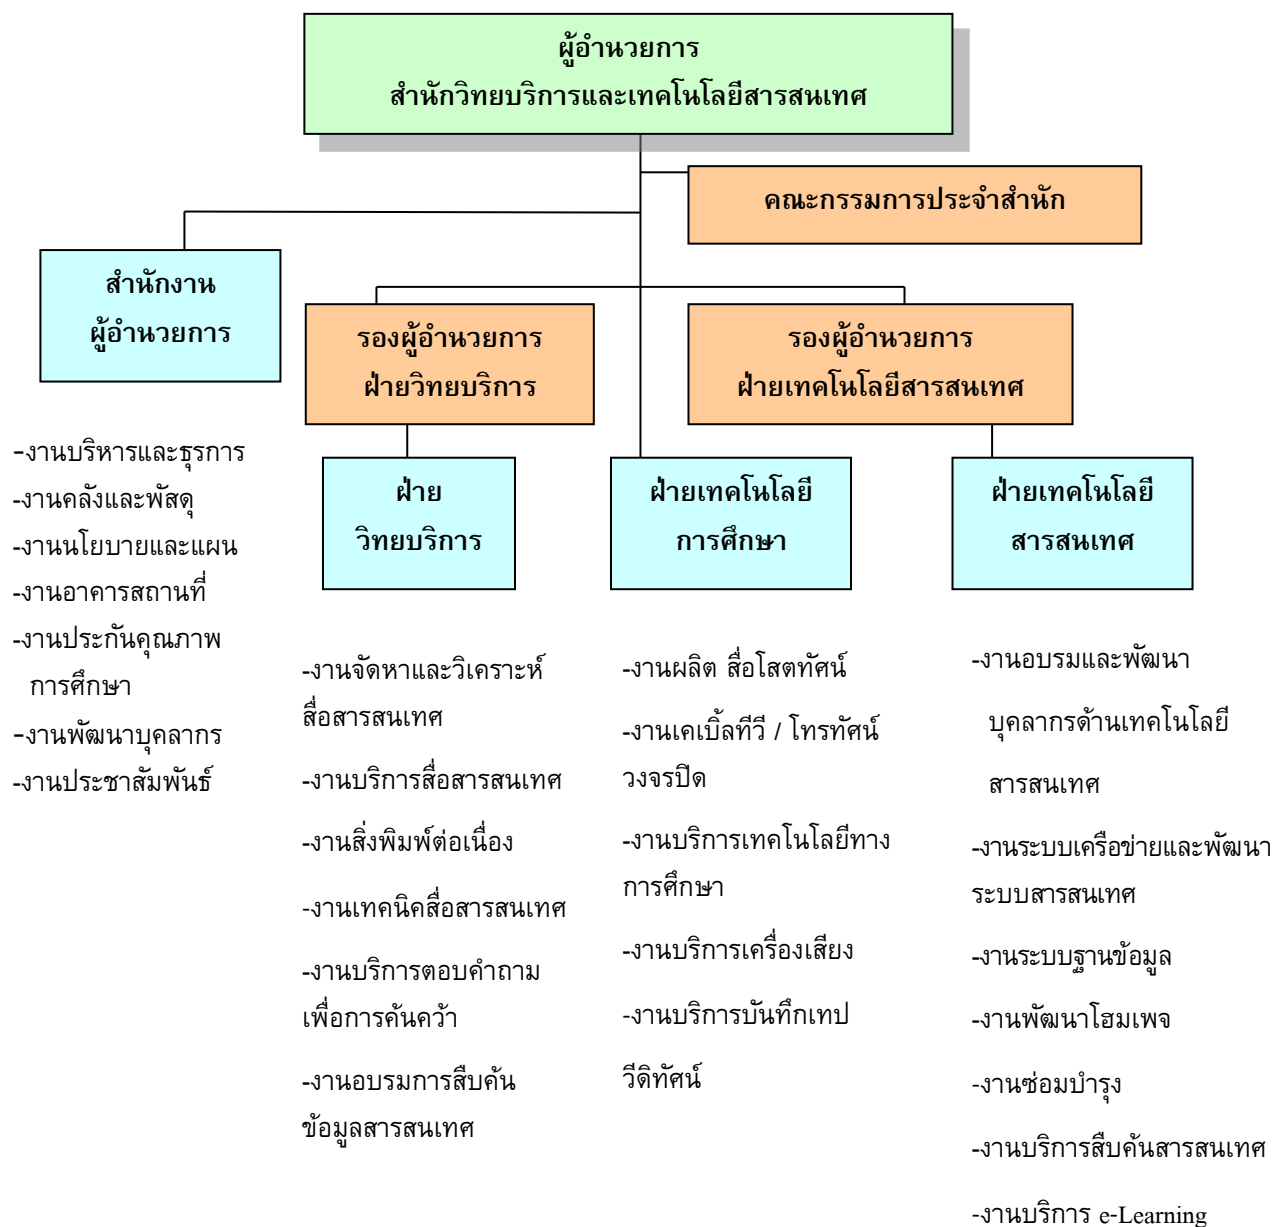 ผู้อำนวยการ
สำนักวิทยบริการและเทคโนโลยีสารสนเทศ
คณะกรรมการประจำสำนัก
สำนักงาน
ผู้อำนวยการ
รองผู้อำนวยการ
ฝ่ายวิทยบริการ
รองผู้อำนวยการ
ฝ่ายเทคโนโลยีสารสนเทศ
-งานบริหารและธุรการ
-งานคลังและพัสดุ
-งานนโยบายและแผน
-งานอาคารสถานที่
-งานประกันคุณภาพ
การศึกษา
-งานพัฒนาบุคลากร
-งานประชาสัมพันธ์
ฝ่าย
วิทยบริการ
ฝ่ายเทคโนโลยี
การศึกษา
ฝ่ายเทคโนโลยี
สารสนเทศ
-งานจัดหาและวิเคราะห์
สื่อสารสนเทศ
-งานบริการสื่อสารสนเทศ
-งานสิ่งพิมพ์ต่อเนื่อง
-งานเทคนิคสื่อสารสนเทศ
-งานบริการตอบคำถาม
เพื่อการค้นคว้า
-งานอบรมการสืบค้น
ข้อมูลสารสนเทศ
-งานผลิต สื่อโสตทัศน์
-งานเคเบิ้ลทีวี / โทรทัศน์
วงจรปิด
-งานบริการเทคโนโลยีทาง
การศึกษา
-งานบริการเครื่องเสียง
-งานบริการบันทึกเทป
วีดิทัศน์
-งานอบรมและพัฒนา
บุคลากรด้านเทคโนโลยี
สารสนเทศ
-งานระบบเครือข่ายและพัฒนา
ระบบสารสนเทศ
-งานระบบฐานข้อมูล
-งานพัฒนาโฮมเพจ
-งานซ่อมบำรุง
-งานบริการสืบค้นสารสนเทศ
-งานบริการ e-Learning